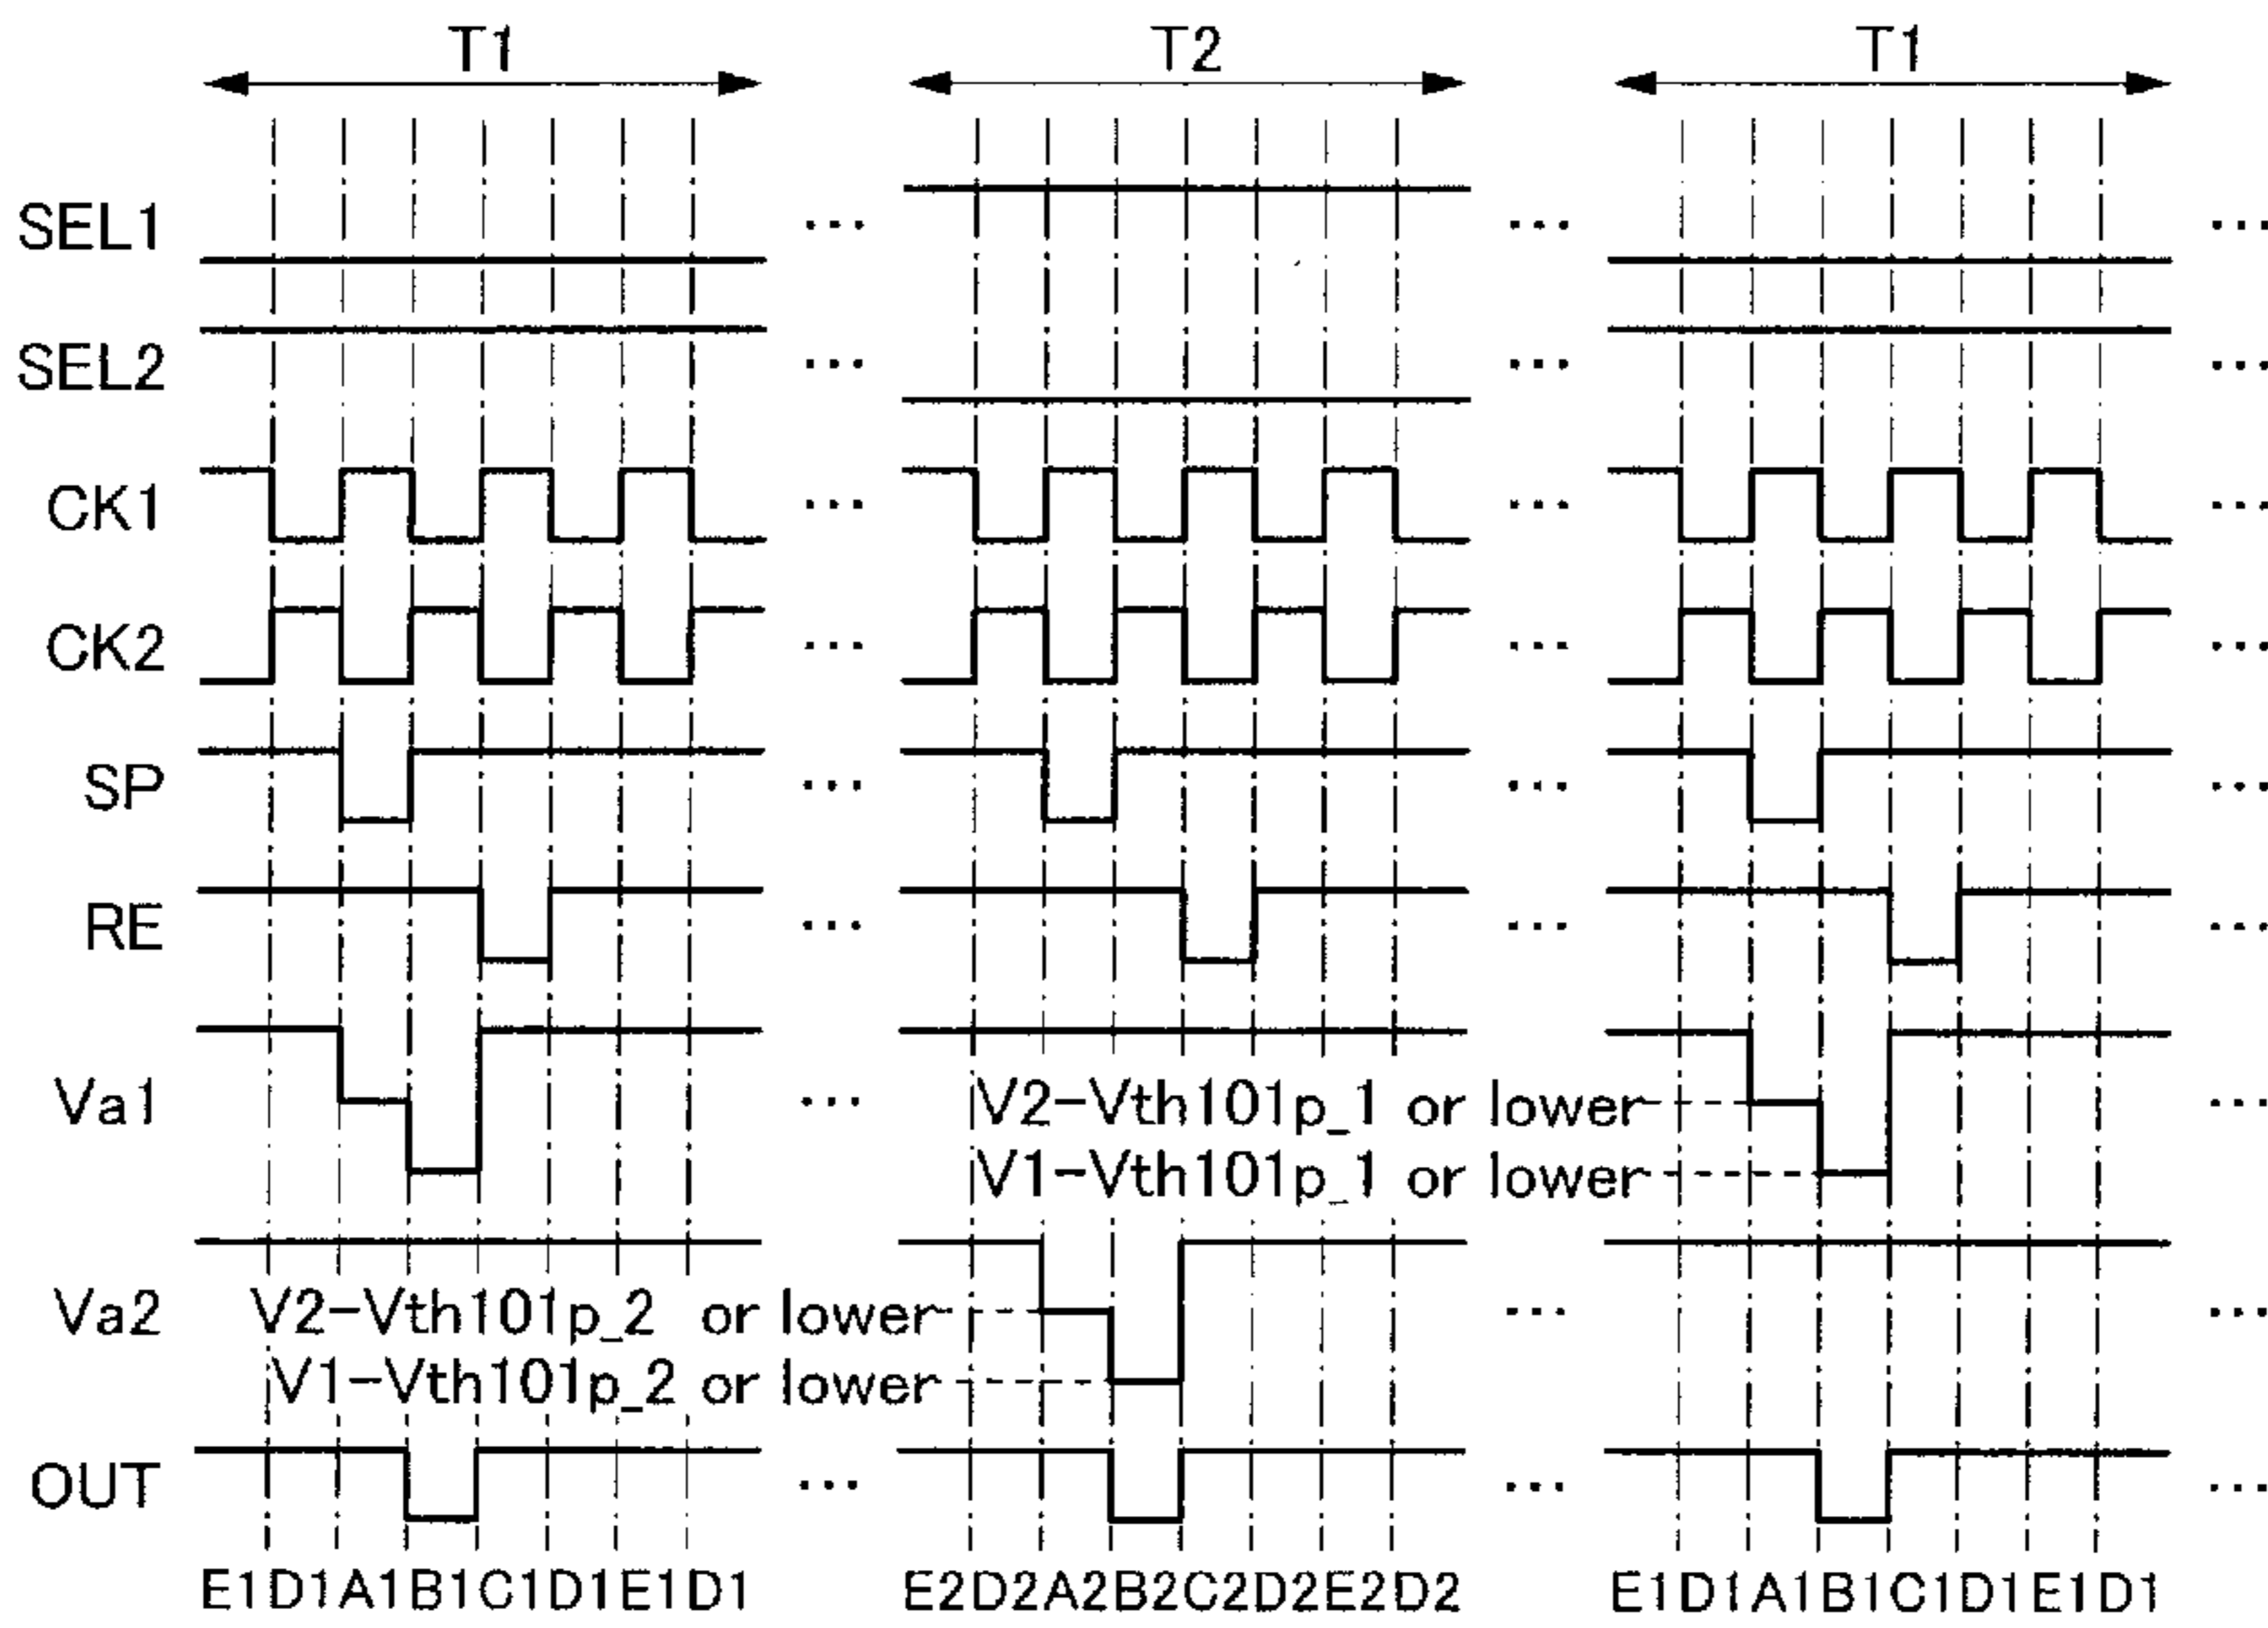 T1 T2 T1
SEL1 ... ... ...
SEL2 ... ... ...
CK1 ... ... ...
CK2 ... ... ...
SP ... ... ...
RE ... ... ...
Va1 ... V2-Vth101p_1 or lower ...
V1-Vth101p_1 or lower
Va2 V2-Vth101p_2 or lower ... ...
V1-Vth101p_2 or lower
OUT ... ... ...
E1D1A1B1C1D1E1D1 E2D2A2B2C2D2E2D2 E1D1A1B1C1D1E1D1